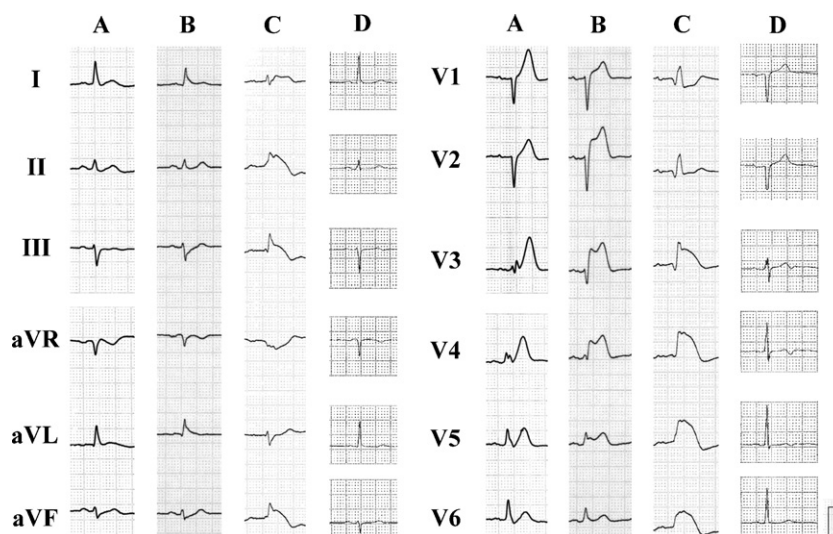 A B C D A B C D
I V1
II V2
III V3
aVR V4
aVL V5
aVF V6